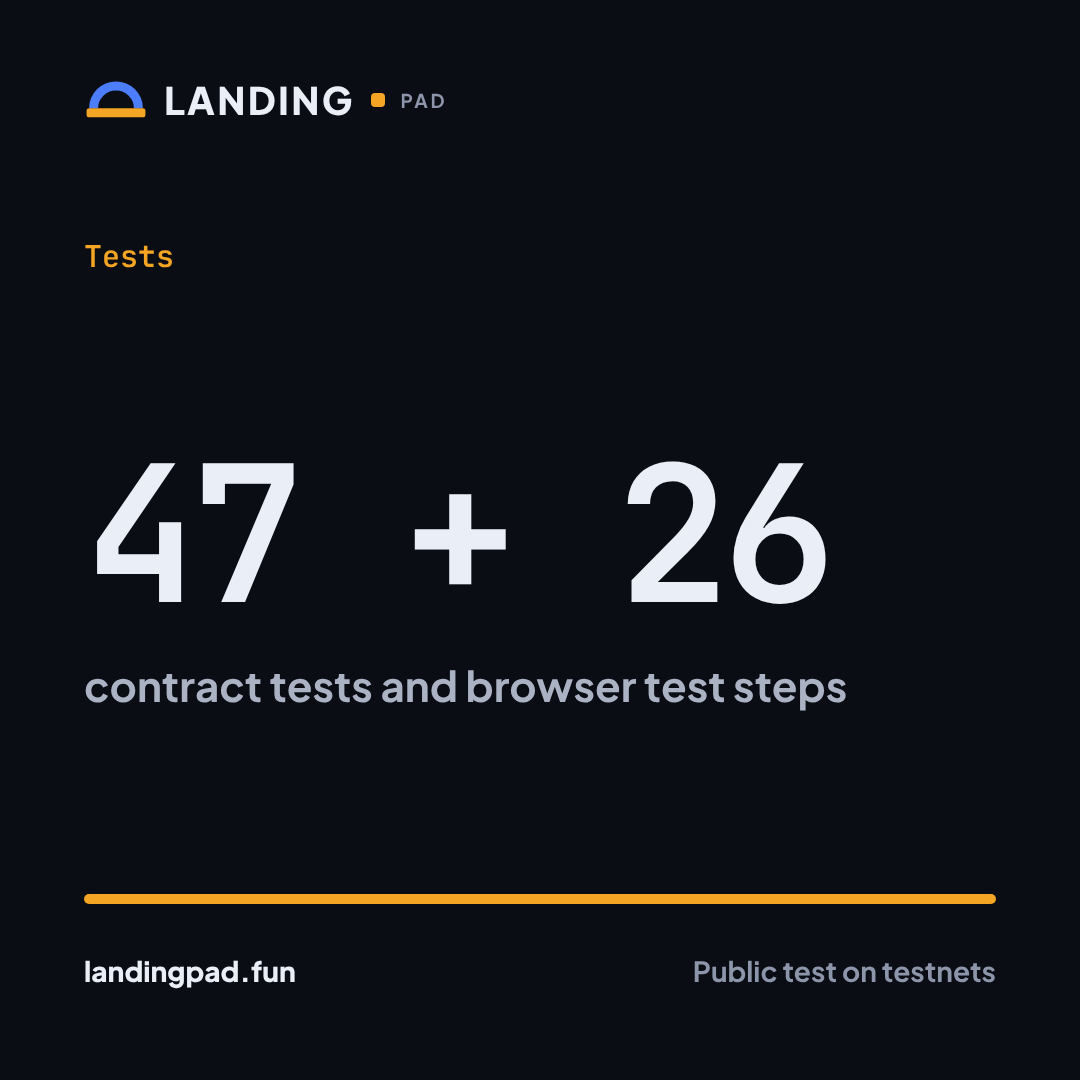 LANDING PAD
Tests
47 + 26
contract tests and browser test steps
landingpad.fun
Public test on testnets